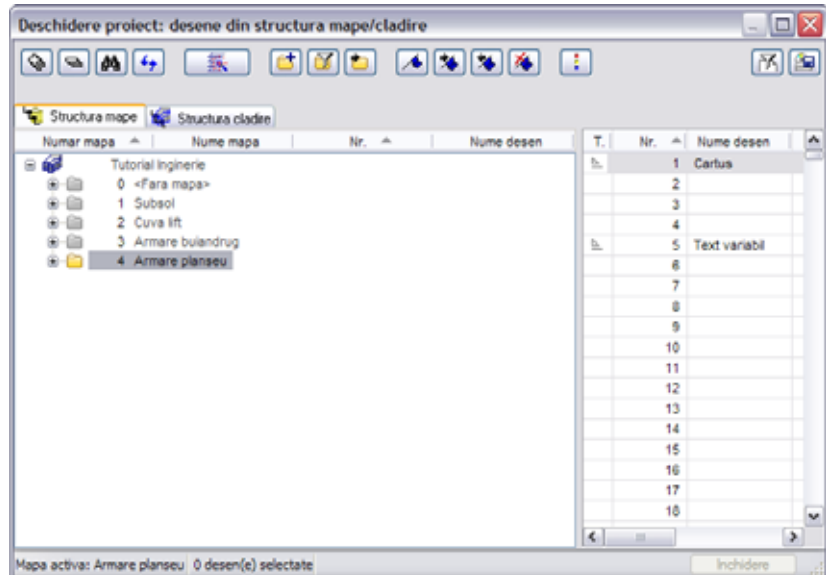 Deschidere proiect: desene din structura mape/cladire
Structura mape Structura cladire
Numar mapa Nume mapa Nr. Nume desen T. Nr. Nume desen
Tutorial Inginerie
0 <Fara mapa>
1 Subsol
2 Cuva lift
3 Armare buiandrug
4 Armare planseu
1 Cartus
2
3
4
5 Text variabil
6
7
8
9
10
11
12
13
14
15
16
17
18
Mapa activa: Armare planseu 0 desen(e) selectate Inchidere